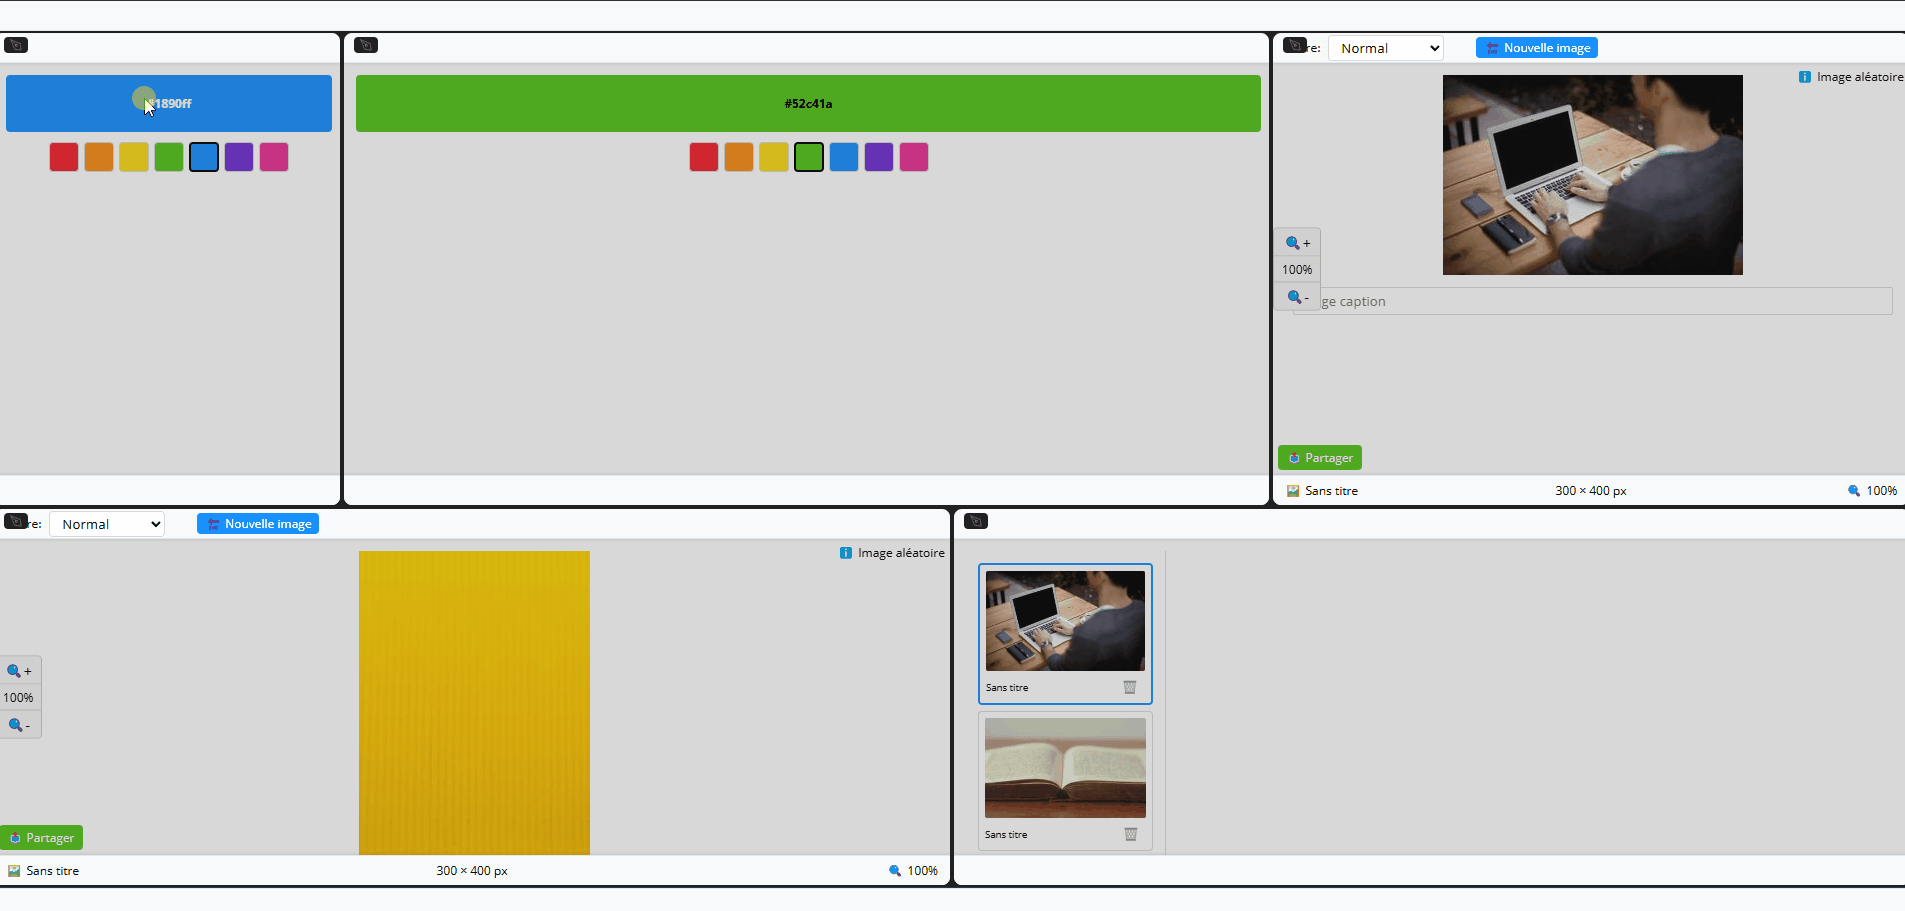 #1890ff
#52c41a
re: Normal
Nouvelle image
Image aléatoire
+
100%
-
ge caption
Partager
Sans titre
300 × 400 px
100%
re: Normal
Nouvelle image
Image aléatoire
+
100%
-
Partager
Sans titre
300 × 400 px
100%
Sans titre
Sans titre